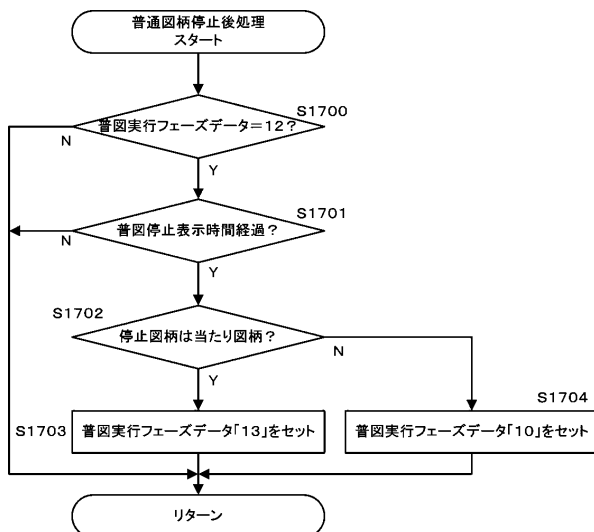 普通図柄停止後処理
スタート
S1700
普図実行フェーズデータ＝12？
N
Y
S1701
普図停止表示時間経過？
N
Y
S1702
停止図柄は当たり図柄？
N
Y
S1704
S1703
普図実行フェーズデータ「13」をセット
普図実行フェーズデータ「10」をセット
リターン